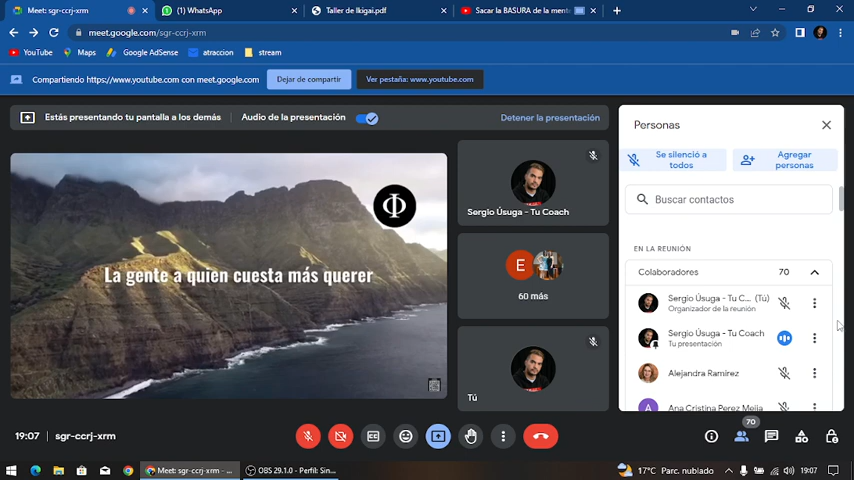 Meet: sgr-ccrj-xrm
(1) WhatsApp
Taller de Ikigai.pdf
Sacar la BASURA de la mente
meet.google.com/sgr-ccrj-xrm
YouTube
Maps
Google AdSense
atraccion
stream
Compartiendo https://www.youtube.com con meet.google.com
Dejar de compartir
Ver pestaña: www.youtube.com
Estás presentando tu pantalla a los demás
Audio de la presentación
Detener la presentación
La gente a quien cuesta más querer
Φ
Sergio Úsuga - Tu Coach
E
60 más
Tú
Personas
Se silenció a
todos
Agregar
personas
Buscar contactos
EN LA REUNIÓN
Colaboradores 70
Sergio Úsuga - Tu C... (Tú)
Organizador de la reunión
Sergio Úsuga - Tu Coach
Tu presentación
Alejandra Ramírez
A
Ana Cristina Perez Mejia
19:07 | sgr-ccrj-xrm
70
Meet: sgr-ccrj-xrm - ...
OBS 29.1.0 - Perfil: Sin...
17°C Parc. nublado
19:07